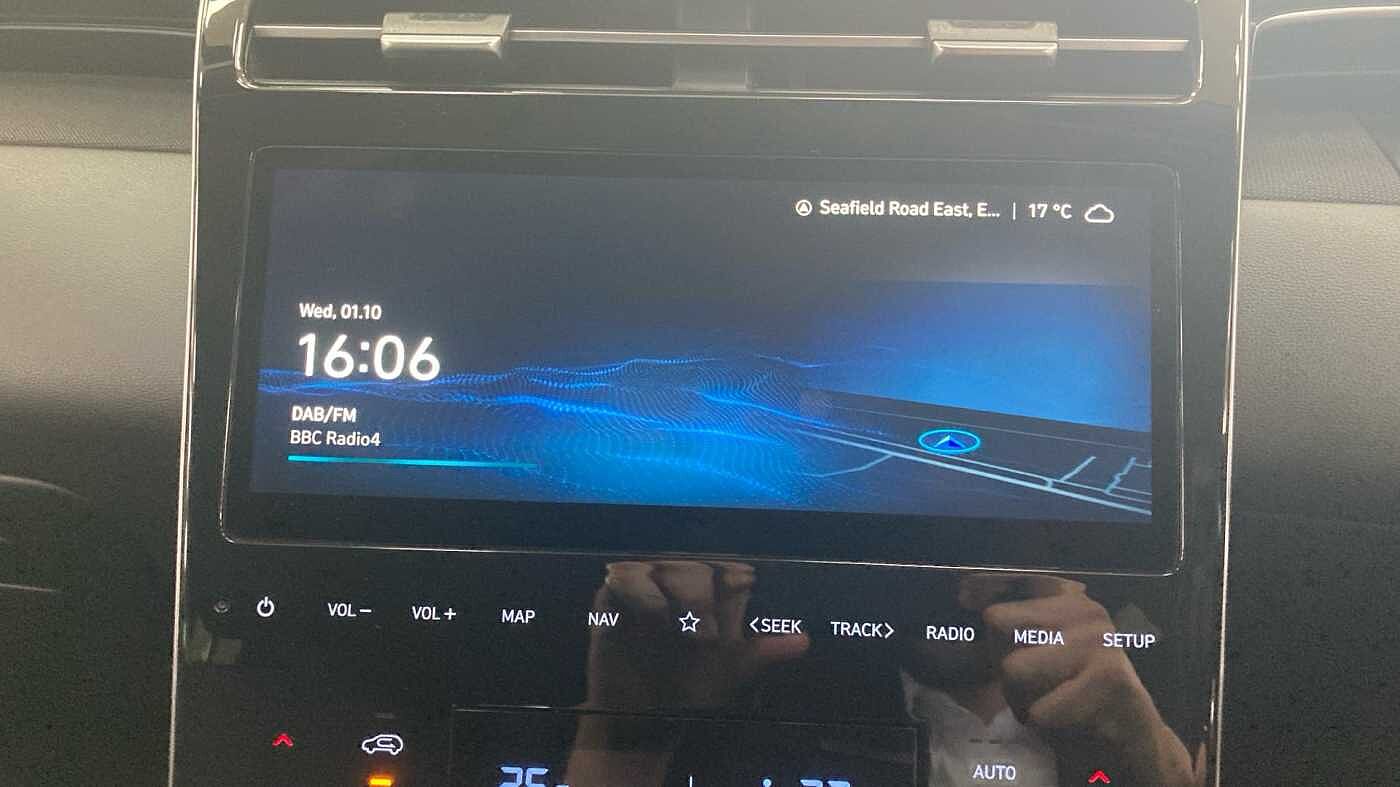 Seafield Road East, E... | 17 °C
Wed, 01.10
16:06
DAB/FM
BBC Radio4
VOL− VOL+ MAP NAV <SEEK TRACK> RADIO MEDIA SETUP
AUTO